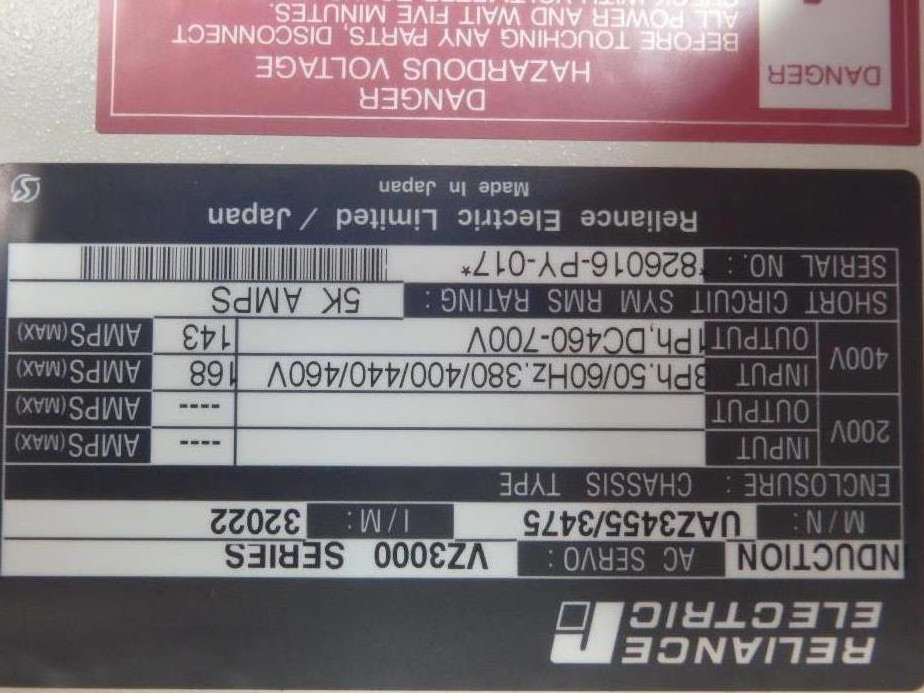 RELIANCE
ELECTRIC
INDUCTION AC SERVO : VZ3000 SERIES
M/N : UAZ3455/3475 I/M : 32022
ENCLOSURE : CHASSIS TYPE
200V INPUT ---- AMPS(MAX)
OUTPUT ---- AMPS(MAX)
400V INPUT 3Ph.50/60Hz.380/400/440/460V 168 AMPS(MAX)
OUTPUT 1Ph,DC460-700V 143 AMPS(MAX)
SHORT CIRCUIT SYM RMS RATING : 5K AMPS
SERIAL NO. : *826016-PY-017*
Reliance Electric Limited / Japan
Made In Japan
DANGER
HAZARDOUS VOLTAGE
DANGER
BEFORE TOUCHING ANY PARTS, DISCONNECT
ALL POWER AND WAIT FIVE MINUTES.